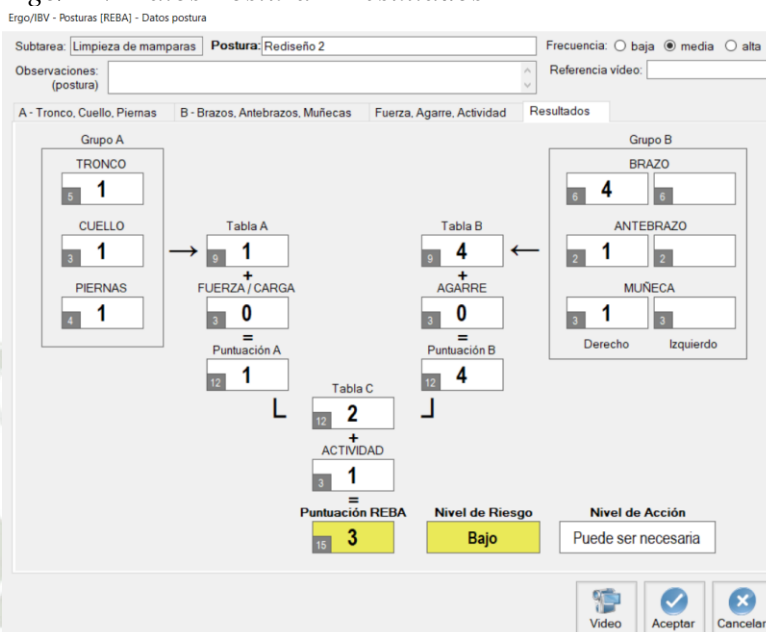 Ergo/IBV - Posturas [REBA] - Datos postura
Subtarea: Limpieza de mamparas Postura: Rediseño 2 Frecuencia: baja media alta
Observaciones: (postura) Referencia vídeo:
A - Tronco, Cuello, Piernas B - Brazos, Antebrazos, Muñecas Fuerza, Agarre, Actividad Resultados
Grupo A Grupo B
TRONCO BRAZO
5 1 6 4 6
CUELLO Tabla A Tabla B ANTEBRAZO
3 1 9 1 9 4 2 1 2
+ +
PIERNAS FUERZA / CARGA AGARRE MUÑECA
4 1 3 0 3 0 3 1 3
= = Derecho Izquierdo
Puntuación A Puntuación B
12 1 12 4
Tabla C
12 2
+
ACTIVIDAD
3 1
=
Puntuación REBA Nivel de Riesgo Nivel de Acción
15 3 Bajo Puede ser necesaria
Video Aceptar Cancelar